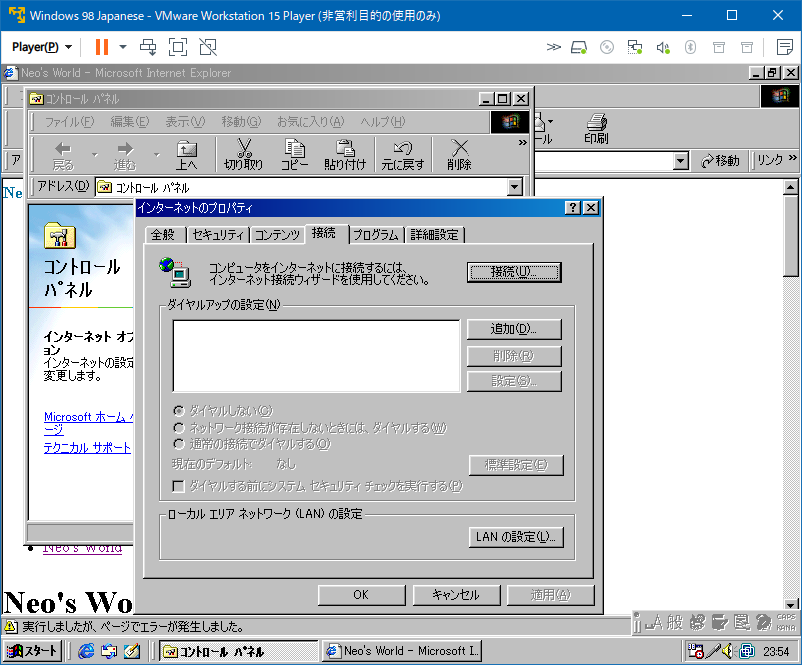 Windows 98 Japanese - VMware Workstation 15 Player (非営利目的の使用のみ)
Player(P)
Neo's World - Microsoft Internet Explorer
コントロール パネル
ファイル(F) 編集(E) 表示(V) 移動(G) お気に入り(A) ヘルプ(H)
戻る 進む 上へ 切り取り コピー 貼り付け 元に戻す 削除 »
ール 印刷
ア
移動 リンク »
アドレス(D) コントロール パネル
Ne
インターネットのプロパティ
全般 セキュリティ コンテンツ 接続 プログラム 詳細設定
コントロール
パネル
インターネット オプ
ョン
インターネットの設定
変更します。
Microsoft ホーム ペ
ージ
テクニカル サポート
コンピュータをインターネットに接続するには、
インターネット接続ウィザードを使用してください。
接続(U)...
ダイヤルアップの設定(N)
追加(D)...
削除(R)
設定(S)...
ダイヤルしない(C)
ネットワーク接続が存在しないときには、ダイヤルする(W)
通常の接続でダイヤルする(O)
現在のデフォルト: なし
標準設定(E)
ダイヤルする前にシステム セキュリティ チェックを実行する(P)
ローカル エリア ネットワーク (LAN) の設定
LAN の設定(L)...
OK キャンセル 適用(A)
Neo's World
Neo's Wo
実行しましたが、ページでエラーが発生しました。
A 般 CAPS
KANA
スタート コントロール パネル Neo's World - Microsoft I... 23:54